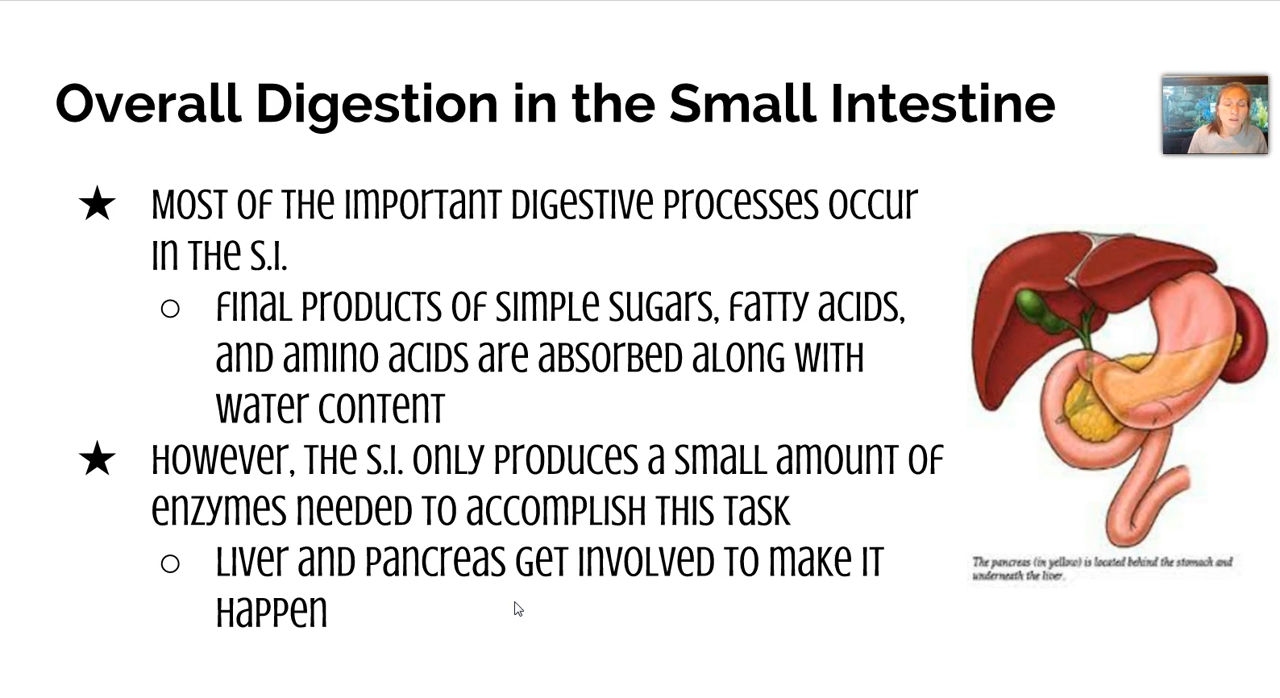 Overall Digestion in the Small Intestine
★ Most of the important digestive processes occur
in the S.I.
○ Final products of simple sugars, fatty acids,
and amino acids are absorbed along with
water content
★ However, the S.I. only produces a small amount of
enzymes needed to accomplish this task
○ Liver and pancreas get involved to make it
happen
The pancreas (in yellow) is located behind the stomach and
underneath the liver.